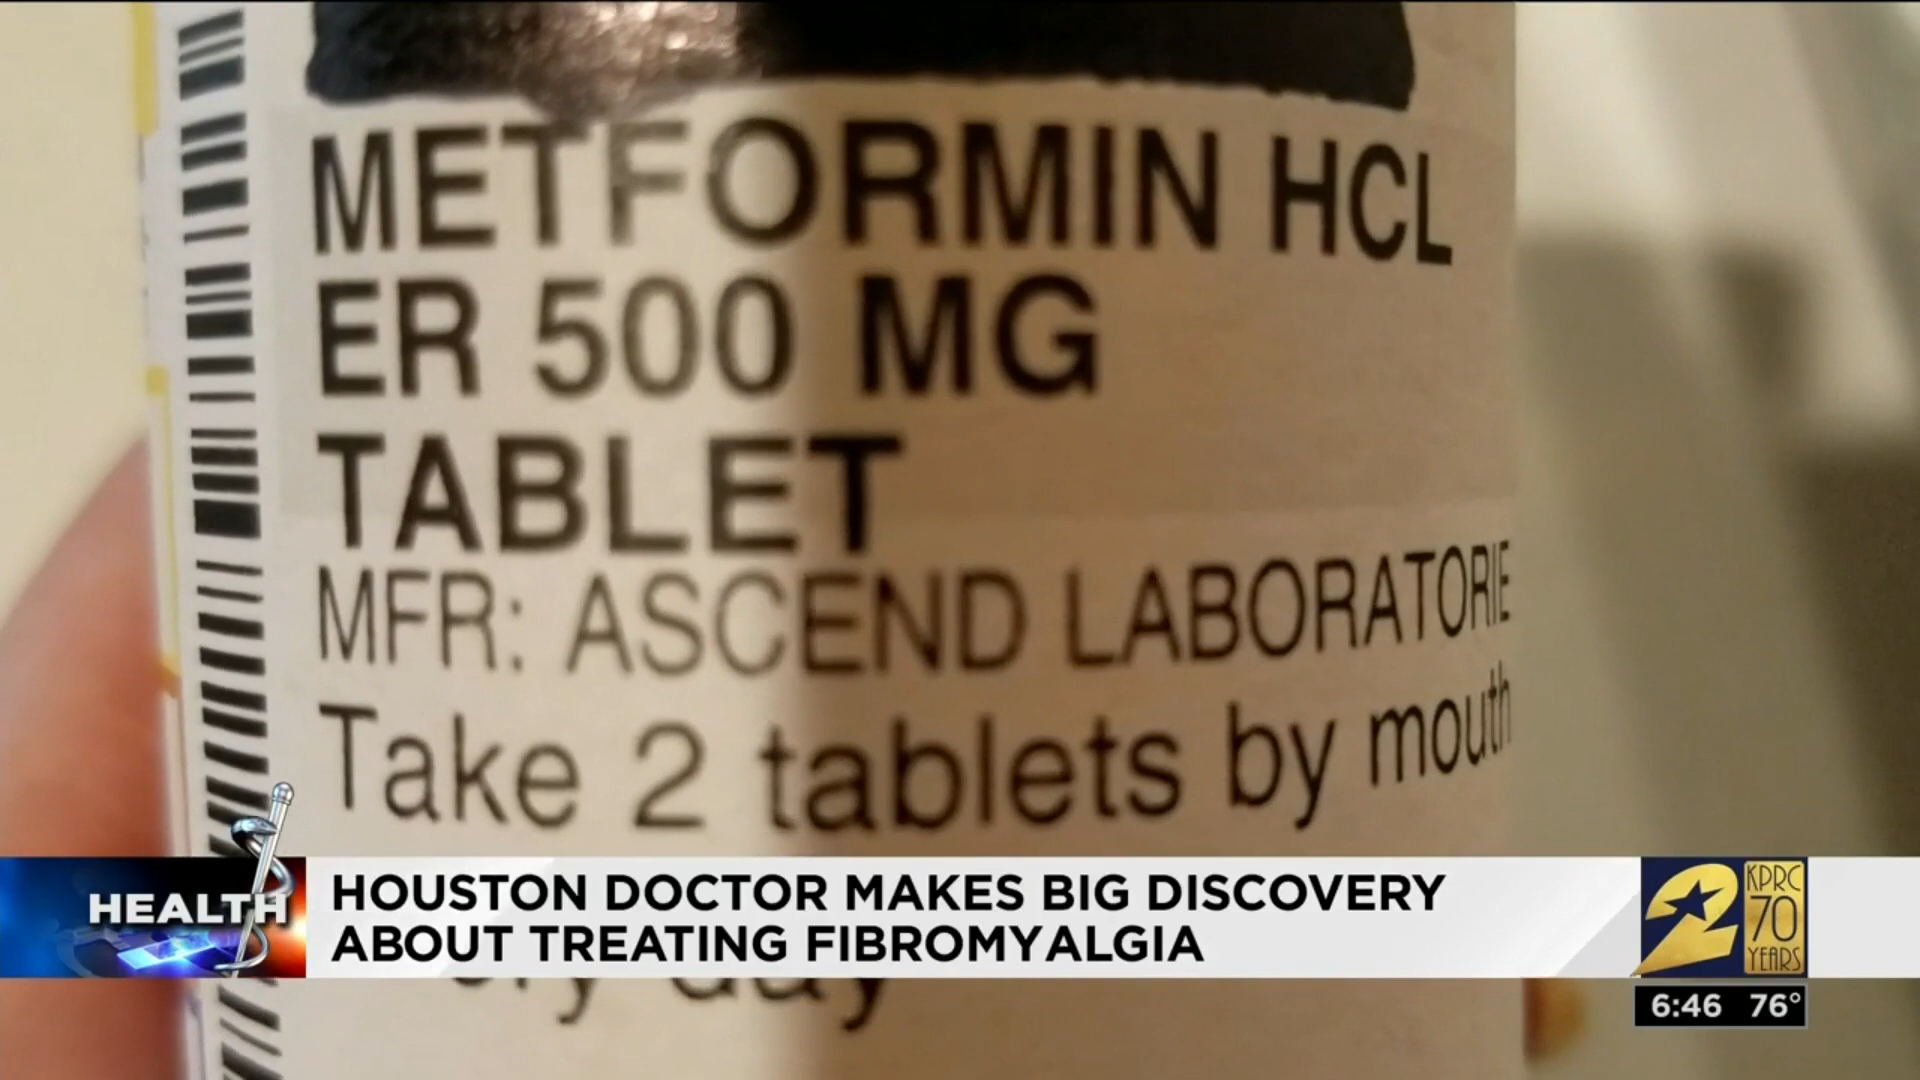 METFORMIN HCL
ER 500 MG
TABLET
MFR: ASCEND LABORATORIE
Take 2 tablets by mouth
HEALTH
HOUSTON DOCTOR MAKES BIG DISCOVERY
ABOUT TREATING FIBROMYALGIA
2 KPRC
70
YEARS
day
6:46 76°